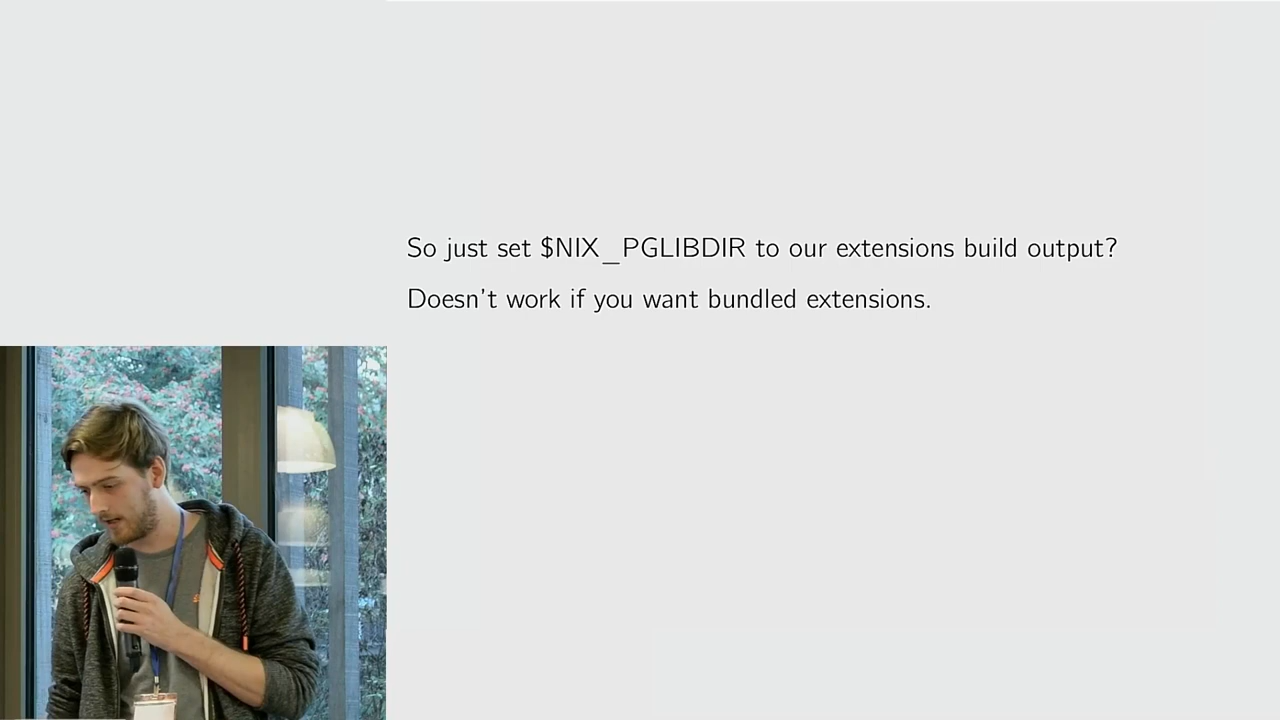 So just set $NIX_PGLIBDIR to our extensions build output?
Doesn't work if you want bundled extensions.